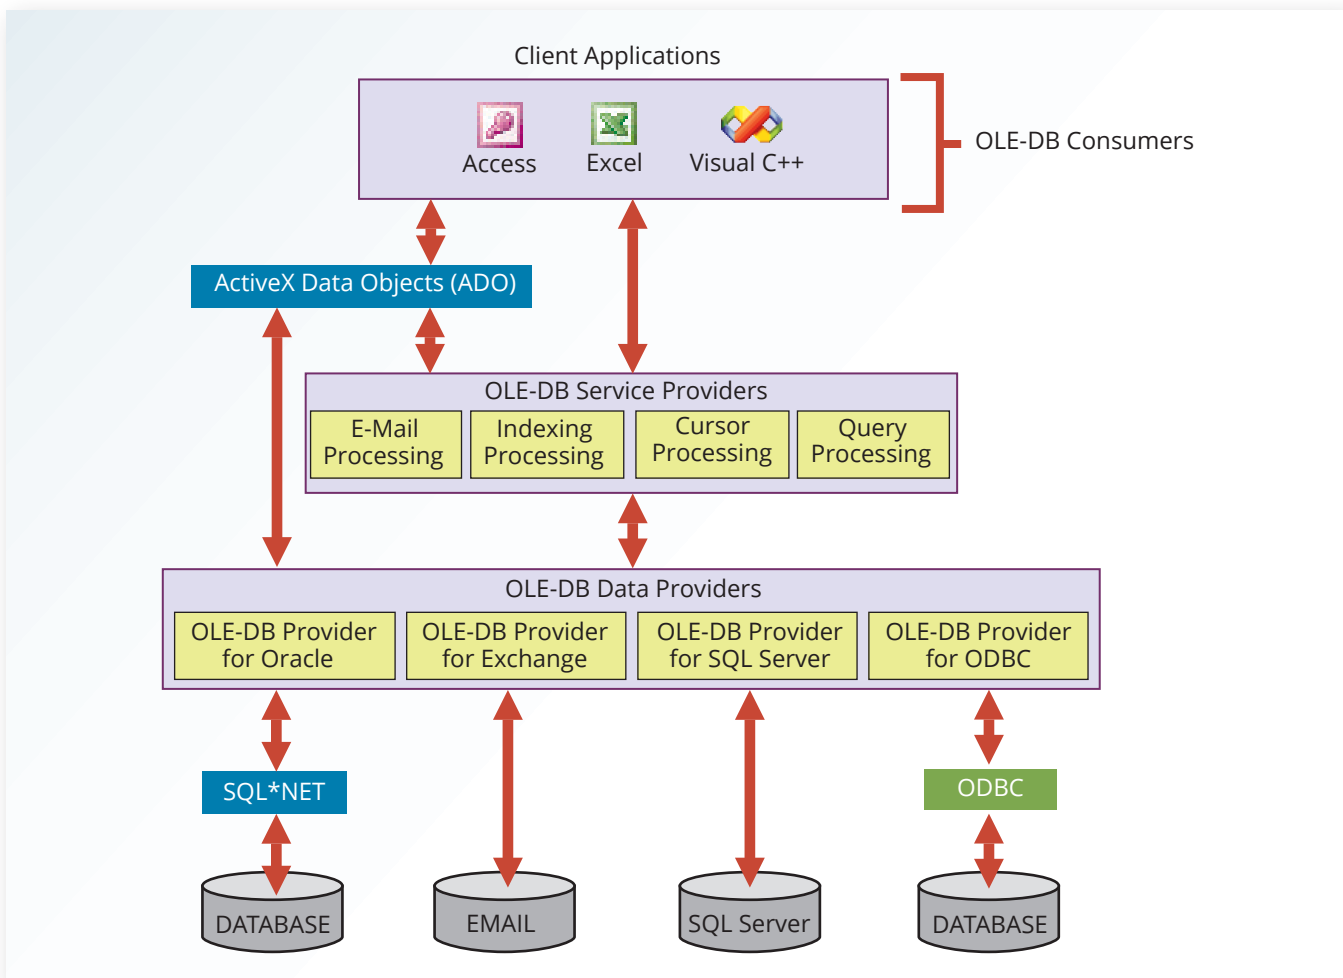 Client Applications
Access
Excel
Visual C++
OLE-DB Consumers
ActiveX Data Objects (ADO)
OLE-DB Service Providers
E-Mail
Processing
Indexing
Processing
Cursor
Processing
Query
Processing
OLE-DB Data Providers
OLE-DB Provider
for Oracle
OLE-DB Provider
for Exchange
OLE-DB Provider
for SQL Server
OLE-DB Provider
for ODBC
SQL*NET
ODBC
DATABASE
EMAIL
SQL Server
DATABASE